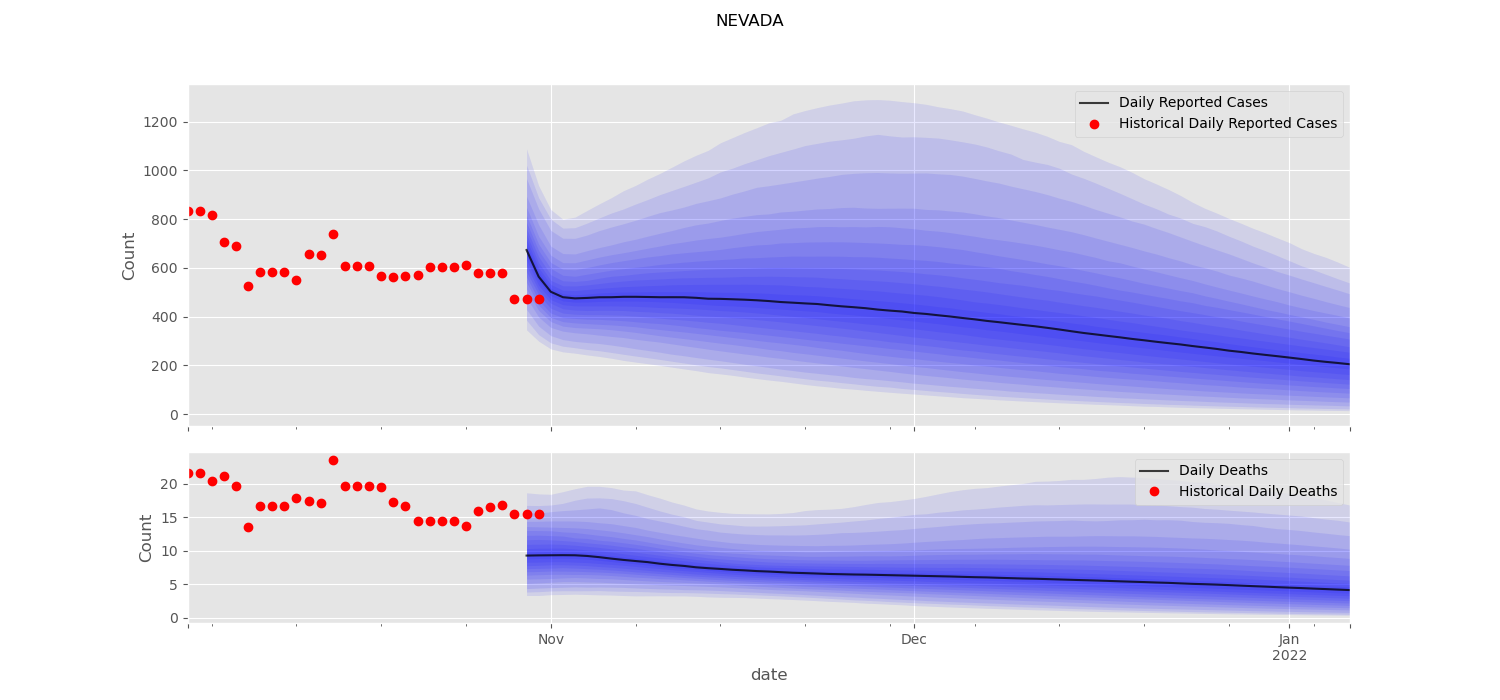 NEVADA
Count
1200
1000
800
600
400
200
0
Daily Reported Cases
Historical Daily Reported Cases
Count
20
15
10
5
0
Daily Deaths
Historical Daily Deaths
Nov
Dec
Jan
2022
date